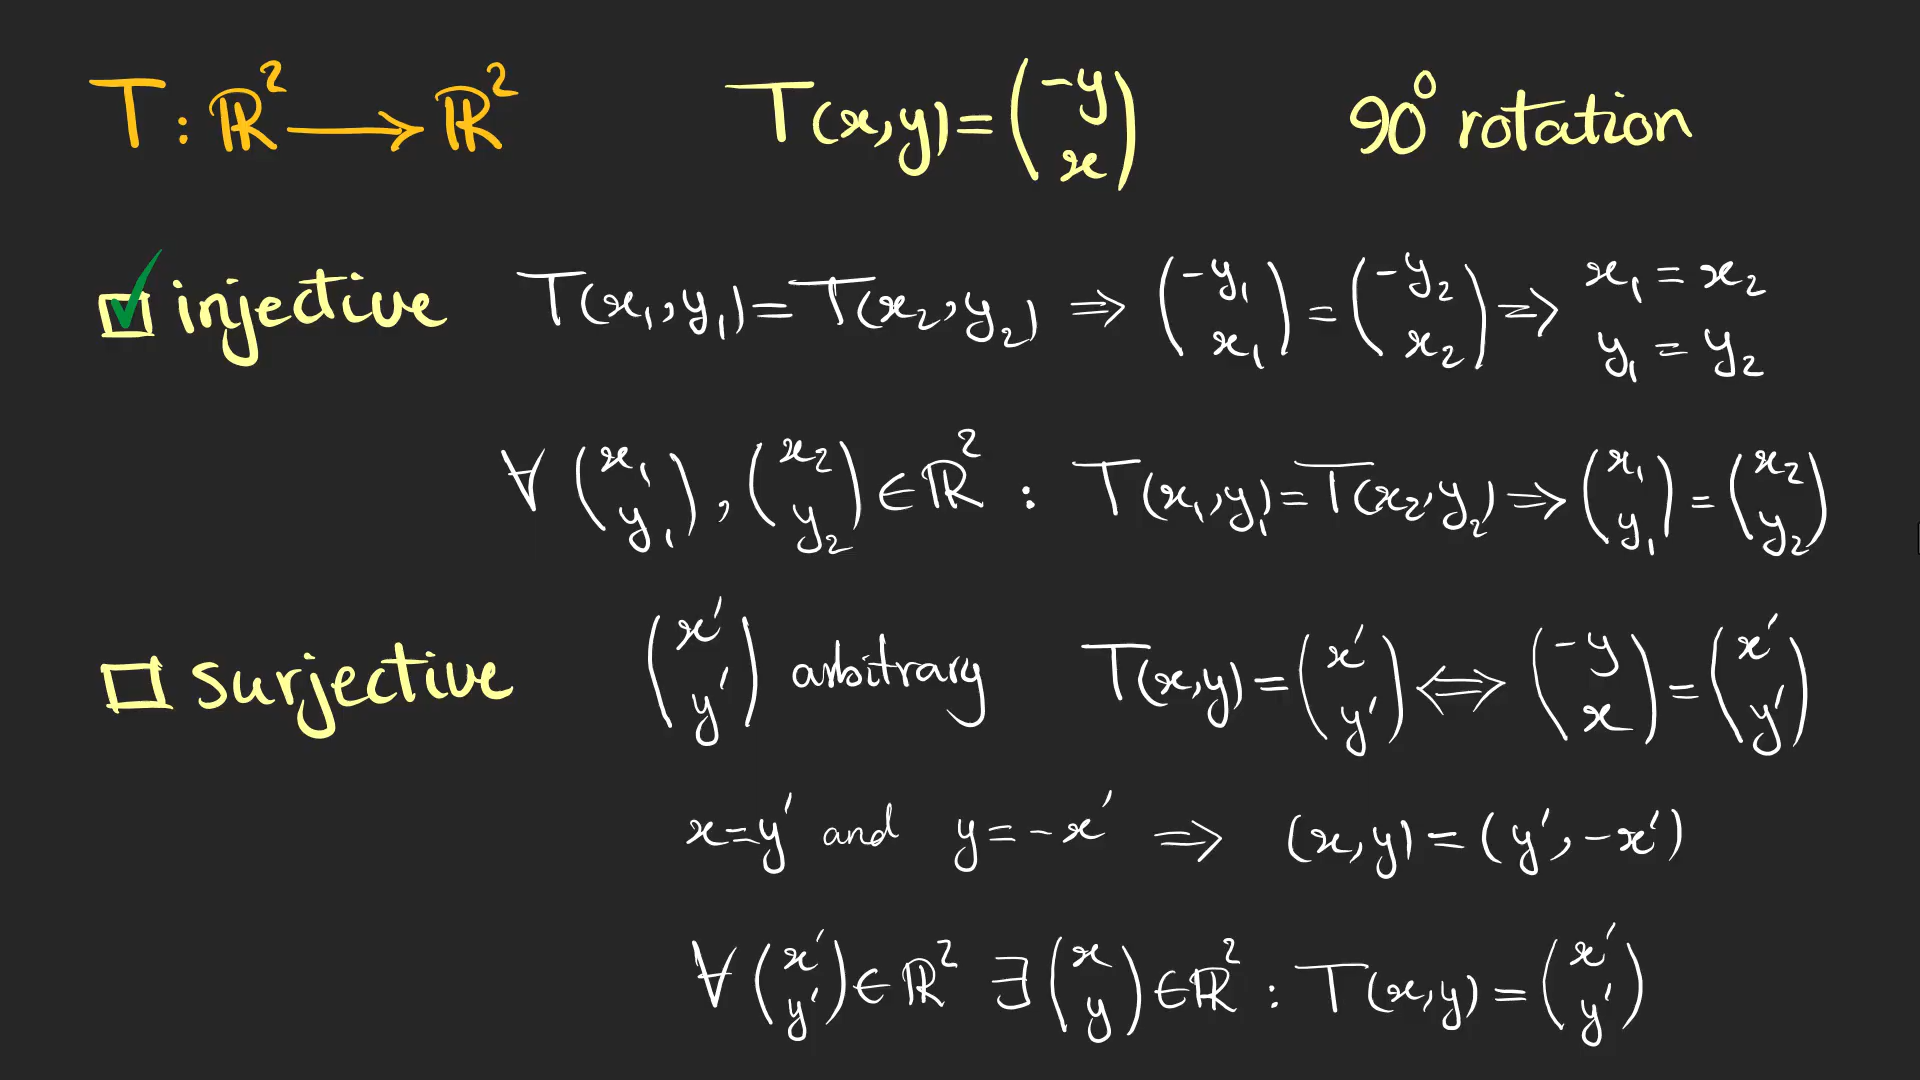 T : ℝ² ⟶ ℝ² T(x,y) = (-y x) 90° rotation
☑ injective T(x₁,y₁) = T(x₂,y₂) ⇒ (-y₁ x₁) = (-y₂ x₂) ⇒ x₁ = x₂ y₁ = y₂
∀ (x₁ y₁), (x₂ y₂) ∈ ℝ² : T(x₁,y₁) = T(x₂,y₂) ⇒ (x₁ y₁) = (x₂ y₂)
☐ surjective (x' y') arbitrary T(x,y) = (x' y') ⇔ (-y x) = (x' y')
x = y' and y = -x' ⇒ (x,y) = (y', -x')
∀ (x' y') ∈ ℝ² ∃ (x y) ∈ ℝ² : T(x,y) = (x' y')